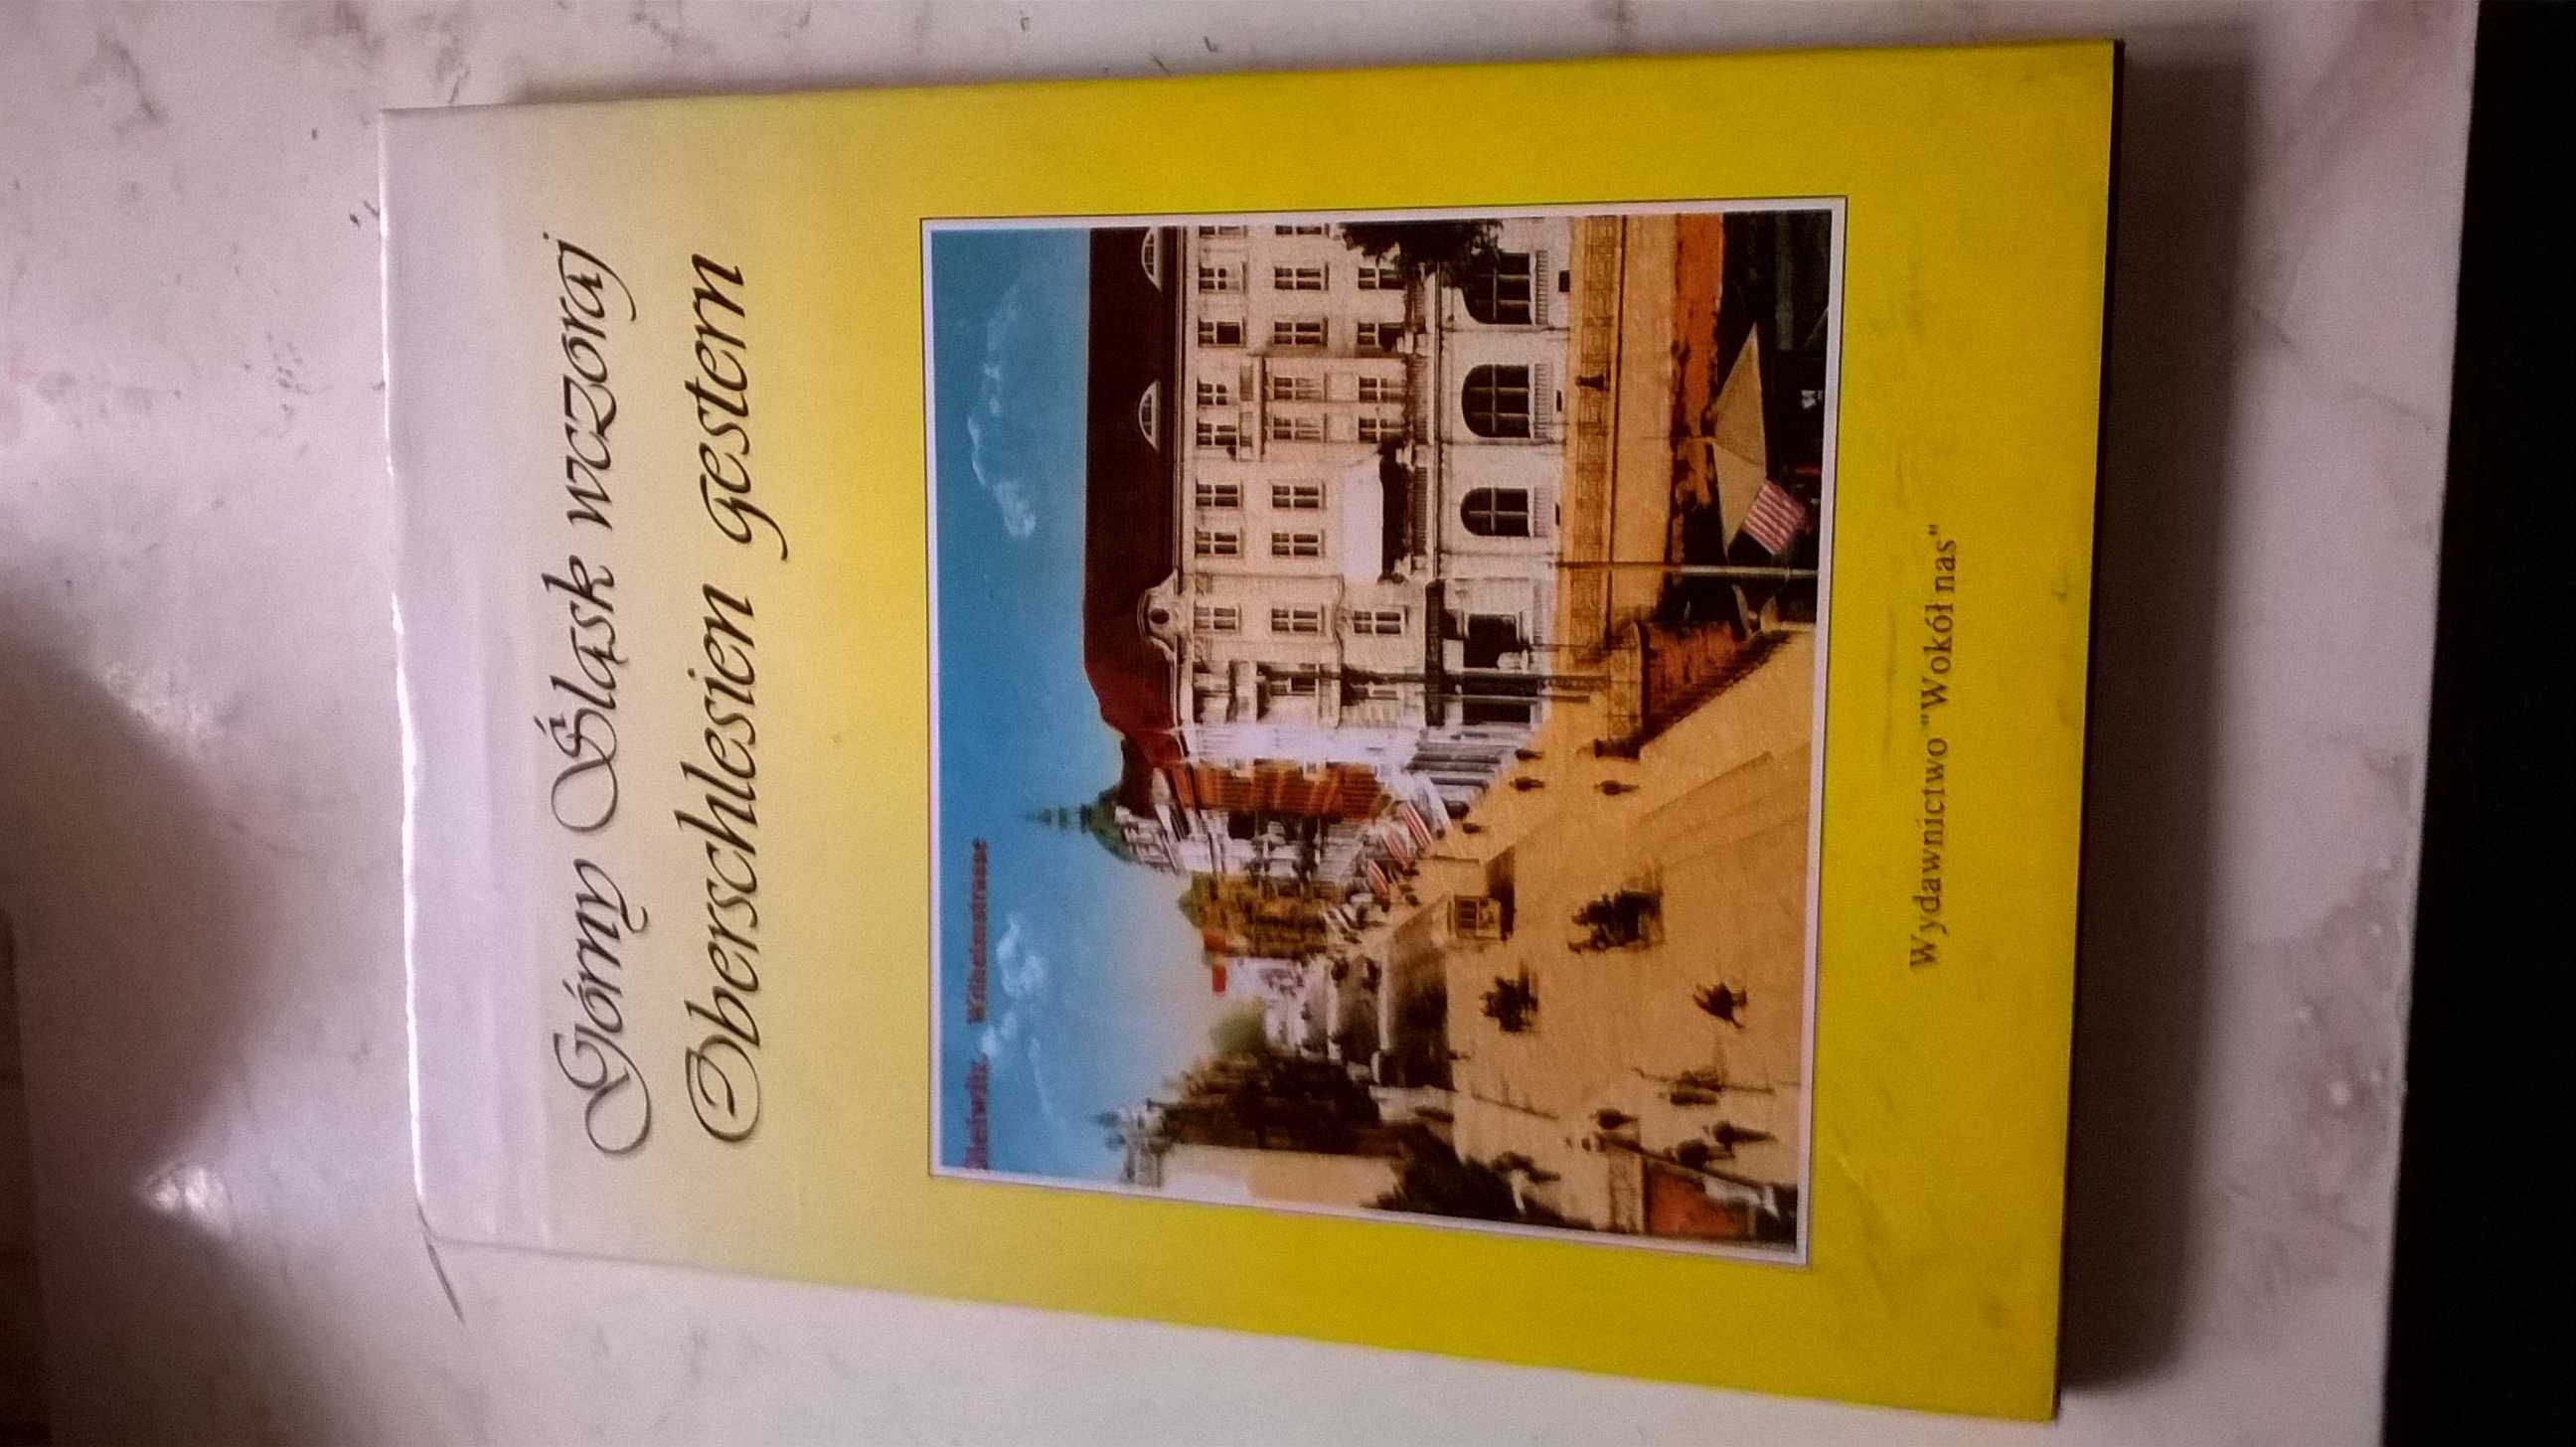 Górny Śląsk wczoraj
Oberschlesien gestern
Gleiwitz. Wilhelmstrasse
Wydawnictwo "Wokół nas"